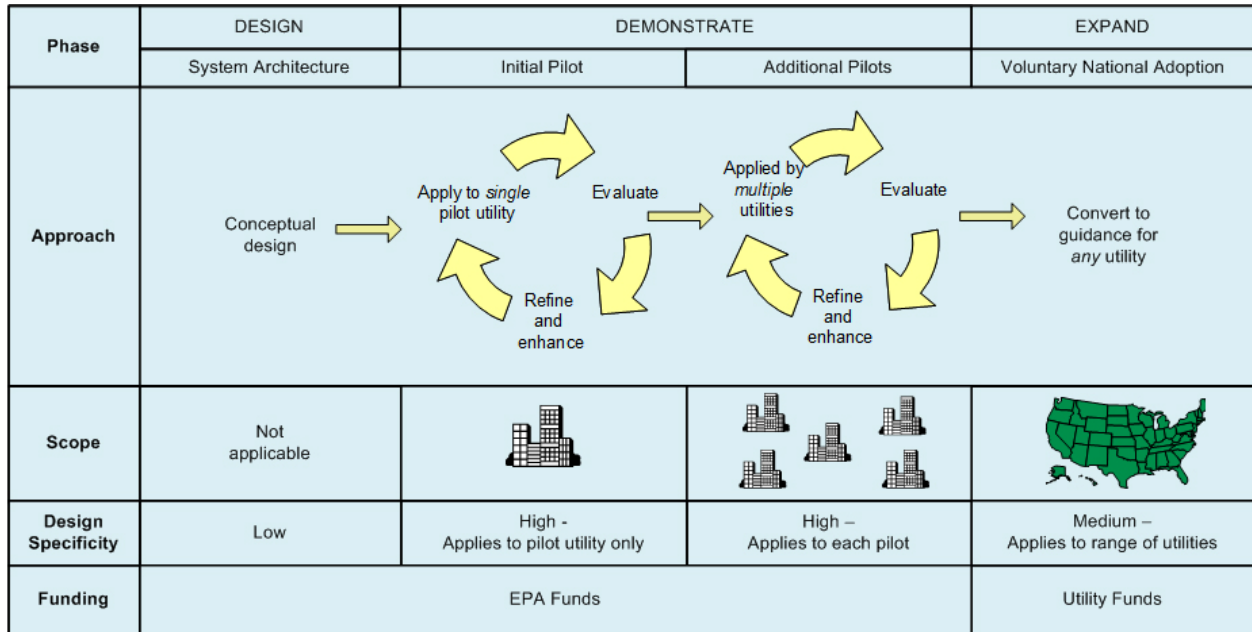 Phase
DESIGN
DEMONSTRATE
EXPAND
System Architecture
Initial Pilot
Additional Pilots
Voluntary National Adoption
Approach
Conceptual
design
Apply to single
pilot utility
Evaluate
Refine
and
enhance
Applied by
multiple
utilities
Evaluate
Refine
and
enhance
Convert to
guidance for
any utility
Scope
Not
applicable
Design
Specificity
Low
High -
Applies to pilot utility only
High –
Applies to each pilot
Medium –
Applies to range of utilities
Funding
EPA Funds
Utility Funds